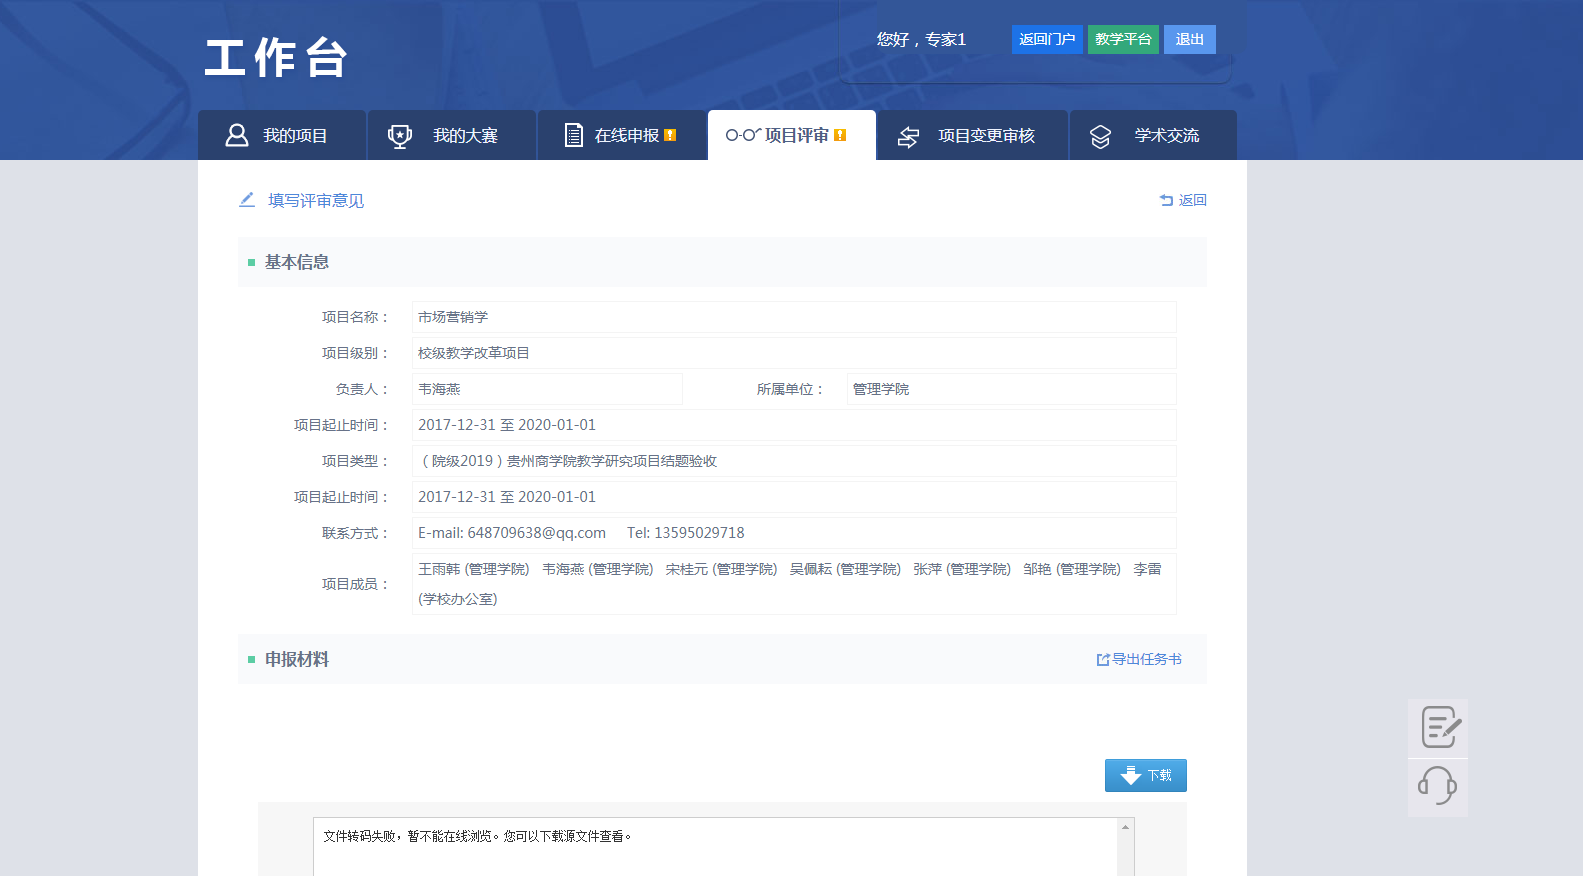 工作台
您好，专家1
返回门户 教学平台 退出
我的项目 我的大赛 在线申报 项目评审 项目变更审核 学术交流
填写评审意见 返回
基本信息
项目名称： 市场营销学
项目级别： 校级教学改革项目
负责人： 韦海燕 所属单位： 管理学院
项目起止时间： 2017-12-31 至 2020-01-01
项目类型： （院级2019）贵州商学院教学研究项目结题验收
项目起止时间： 2017-12-31 至 2020-01-01
联系方式： E-mail: 648709638@qq.com Tel: 13595029718
项目成员： 王雨韩 (管理学院) 韦海燕 (管理学院) 宋桂元 (管理学院) 吴佩耘 (管理学院) 张萍 (管理学院) 邹艳 (管理学院) 李雷
(学校办公室)
申报材料 导出任务书
下载
文件转码失败，暂不能在线浏览。您可以下载源文件查看。